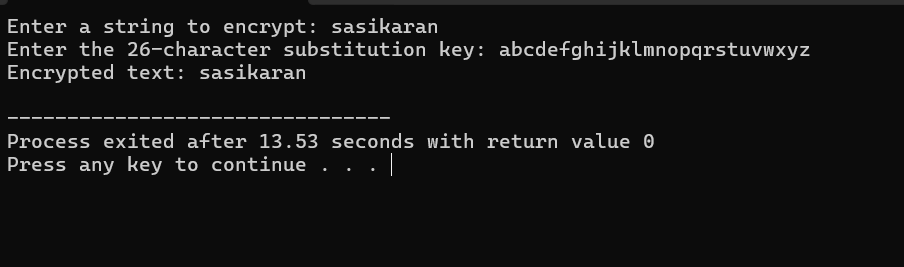 Enter a string to encrypt: sasikaran
Enter the 26-character substitution key: abcdefghijklmnopqrstuvwxyz
Encrypted text: sasikaran
--------------------------------
Process exited after 13.53 seconds with return value 0
Press any key to continue . . .